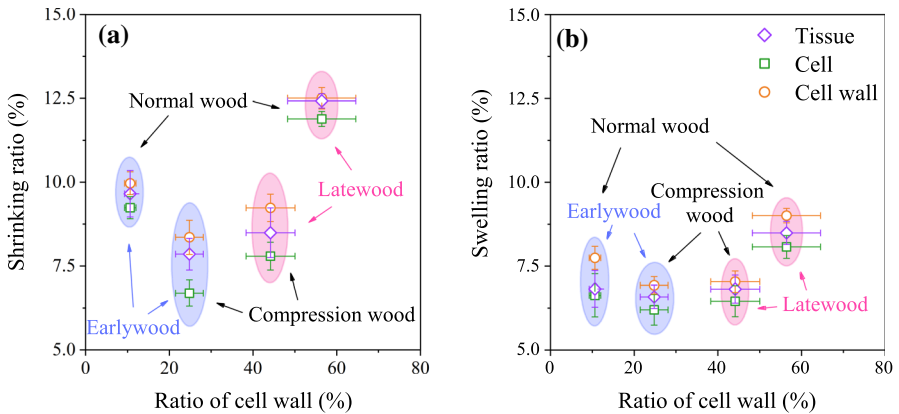 (a)
15.0
12.5
10.0
7.5
5.0
Shrinking ratio (%)
Normal wood
Latewood
Earlywood
Compression wood
0
20
40
60
80
Ratio of cell wall (%)
(b)
Tissue
Cell
Cell wall
15.0
12.5
10.0
7.5
5.0
Swelling ratio (%)
Normal wood
Compression
wood
Earlywood
Latewood
0
20
40
60
80
Ratio of cell wall (%)